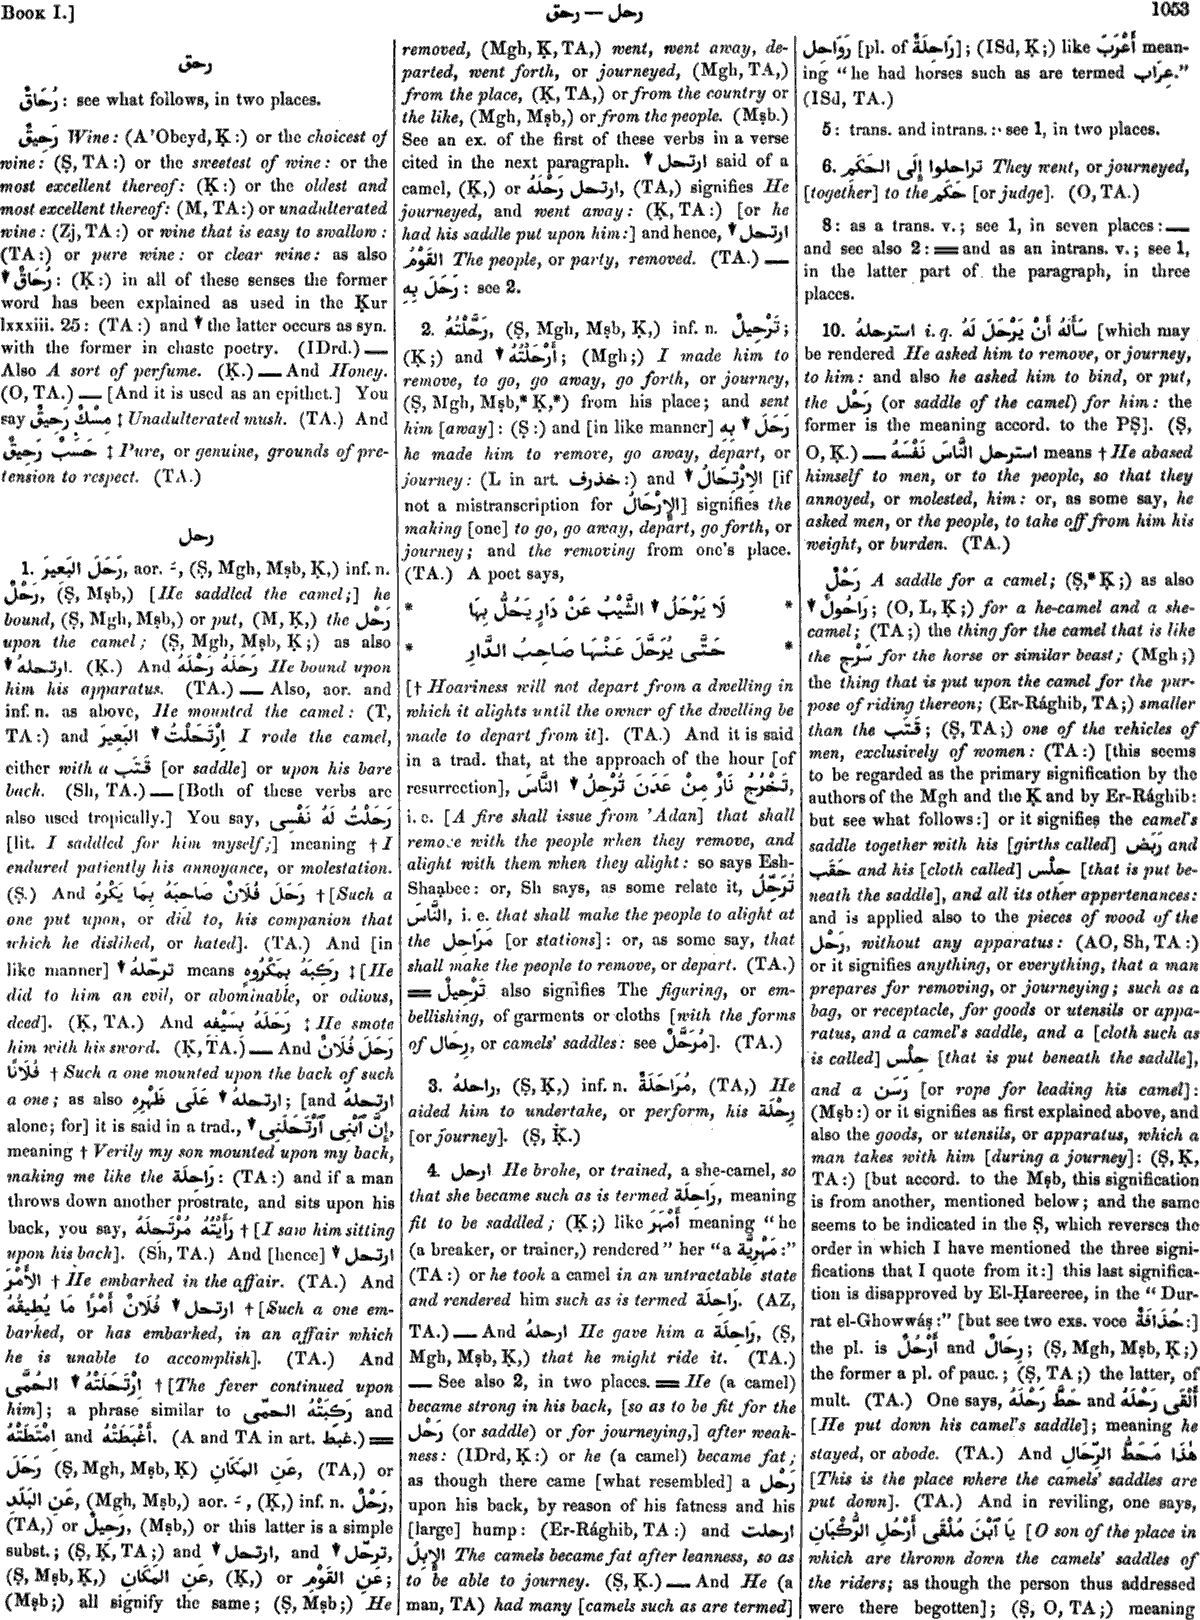 BOOK I.]
رحق — رحل
1053
رحق
رُحَاقٌ: see what follows, in two places.
رَحِيقٌ Wine: (A'Obeyd, Ḳ:) or the choicest of
wine: (Ṣ, TA:) or the sweetest of wine: or the
most excellent thereof: (Ḳ:) or the oldest and
most excellent thereof: (M, TA:) or unadulterated
wine: (Zj, TA:) or wine that is easy to swallow:
(TA:) or pure wine: or clear wine: as also
▼ رُحَاقٌ: (Ḳ:) in all of these senses the former
word has been explained as used in the Ḳur
lxxxiii. 25: (TA:) and ▼ the latter occurs as syn.
with the former in chaste poetry. (IDrd.) —
Also A sort of perfume. (Ḳ.) — And Honey.
(O, TA.) — [And it is used as an epithet.] You
say مِسْكٌ رَحِيقٌ ‡ Unadulterated musk. (TA.) And
حَسَبٌ رَحِيقٌ ‡ Pure, or genuine, grounds of pre-
tension to respect. (TA.)
رحل
1. رَحَلَ البَعِيرَ, aor. ـَ, (Ṣ, Mgh, Mṣb, Ḳ,) inf. n.
رَحْلٌ, (Ṣ, Mṣb,) [He saddled the camel;] he
bound, (Ṣ, Mgh, Mṣb,) or put, (M, Ḳ,) the رَحْل
upon the camel; (Ṣ, Mgh, Mṣb, Ḳ;) as also
▼ ارتحلهُ. (Ḳ.) And رَحَلَهُ رَحْلَهُ He bound upon
him his apparatus. (TA.) — Also, aor. and
inf. n. as above, He mounted the camel: (T,
TA:) and ▼ اِرْتَحَلْتُ البَعِيرَ I rode the camel,
either with a قَتَب [or saddle] or upon his bare
back. (Sh, TA.) — [Both of these verbs are
also used tropically.] You say, رَحَلْتُ لَهُ نَفْسِى
[lit. I saddled for him myself;] meaning † I
endured patiently his annoyance, or molestation.
(Ṣ.) And رَحَلَ فُلَانٌ صَاحِبَهُ بِمَا يَكْرَهُ † [Such a
one put upon, or did to, his companion that
which he disliked, or hated]. (TA.) And [in
like manner] ▼ ترحّلهُ means رَكِبَهُ بِمَكْرُوهٍ ‡ [He
did to him an evil, or abominable, or odious,
deed]. (Ḳ, TA.) And رَحَلَهُ بِسَيْفِهِ ‡ He smote
him with his sword. (Ḳ, TA.) — And رَحَلَ فُلَانٌ
فُلَانًا † Such a one mounted upon the back of such
a one; as also ▼ ارتحلهُ عَلَى ظَهْرِهِ; [and ارتحلهُ
alone; for] it is said in a trad., ▼ إِنَّ ٱبْنِى ٱرْتَحَلَنِى,
meaning † Verily my son mounted upon my back,
making me like the رَاحِلَة: (TA:) and if a man
throws down another prostrate, and sits upon his
back, you say, رَأَيْتُهُ مُرْتَحِلَهُ † [I saw him sitting
upon his back]. (Sh, TA.) And [hence] ▼ ارتحل
الأَمْرَ † He embarked in the affair. (TA.) And
ارتحل ▼ فُلَانٌ أَمْرًا مَا يُطِيقُهُ † [Such a one em-
barked, or has embarked, in an affair which
he is unable to accomplish]. (TA.) And
▼ اِرْتَحَلَتْهُ الحُمَّى † [The fever continued upon
him]; a phrase similar to رَكِبَتْهُ الحمّى and
اِمْتَطَتْهُ and أَغْبَطَتْهُ. (A and TA in art. غبط.) ═
رَحَلَ (Ṣ, Mgh, Mṣb, Ḳ) عَنِ المَكَانِ, (TA,) or
عَنِ البَلَدِ, (Mgh, Mṣb,) aor. ـَ, (Ḳ,) inf. n. رَحْلٌ,
(TA,) or رَحِيلٌ, (Mṣb,) or this latter is a simple
subst.; (Ṣ, Ḳ, TA;) and ▼ ارتحل, and ▼ ترحّل,
(Ṣ, Mṣb, Ḳ,) عَنِ المَكَانِ, (Ḳ,) or عَنِ القَوْمِ;
(Mṣb;) all signify the same; (Ṣ, Mṣb;) He
removed, (Mgh, Ḳ, TA,) went, went away, de-
parted, went forth, or journeyed, (Mgh, TA,)
from the place, (Ḳ, TA,) or from the country or
the like, (Mgh, Mṣb,) or from the people. (Mṣb.)
See an ex. of the first of these verbs in a verse
cited in the next paragraph. ▼ ارتحل said of a
camel, (Ḳ,) or ارتحل رَحْلَهُ, (TA,) signifies He
journeyed, and went away: (Ḳ, TA:) [or he
had his saddle put upon him:] and hence, ▼ ارتحل
القَوْمُ The people, or party, removed. (TA.) —
رَحَلَ بِهِ: see 2.
2. رَحَّلْتُهُ, (Ṣ, Mgh, Mṣb, Ḳ,) inf. n. تَرْحِيلٌ;
(Ḳ;) and ▼ أَرْحَلْتُهُ; (Mgh;) I made him to
remove, to go, go away, go forth, or journey,
(Ṣ, Mgh, Mṣb,* Ḳ,*) from his place; and sent
him [away]: (Ṣ:) and [in like manner] رَحَلَ ▼ بِهِ
he made him to remove, go away, depart, or
journey: (L in art. خذرف:) and ▼ الاِرْتِحَالُ [if
not a mistranscription for الإِرْحَالُ] signifies the
making [one] to go, go away, depart, go forth, or
journey; and the removing from one's place.
(TA.) A poet says,
* لَا يَرْحَلُ ▼ الشَّيْبُ عَنْ دَارٍ يَحُلُّ بِهَا *
* حَتَّى يُرَحِّلَ عَنْهَا صَاحِبُ الدَّارِ *
[† Hoariness will not depart from a dwelling in
which it alights until the owner of the dwelling be
made to depart from it]. (TA.) And it is said
in a trad. that, at the approach of the hour [of
resurrection], تَخْرُجُ نَارٌ مِنْ عَدَنَ تُرْحِلُ ▼ النَّاسَ,
i. e. [A fire shall issue from 'Adan] that shall
remove with the people when they remove, and
alight with them when they alight: so says Esh-
Shaạbee: or, Sh says, as some relate it, تُرَحِّلُ
النَّاسَ, i. e. that shall make the people to alight at
the مَرَاحِل [or stations]: or, as some say, that
shall make the people to remove, or depart. (TA.)
═ تَرْحِيلٌ also signifies The figuring, or em-
bellishing, of garments or cloths [with the forms
of رِحَال, or camels' saddles: see مُرَحَّلٌ]. (TA.)
3. راحلهُ, (Ṣ, Ḳ,) inf. n. مُرَاحَلَةٌ, (TA,) He
aided him to undertake, or perform, his رِحْلَة
[or journey]. (Ṣ, Ḳ.)
4. ارحل He broke, or trained, a she-camel, so
that she became such as is termed رَاحِلَة, meaning
fit to be saddled; (Ḳ;) like أَمْهَرَ meaning "he
(a breaker, or trainer,) rendered" her "a مَهْرِيَّة:"
(TA:) or he took a camel in an untractable state
and rendered him such as is termed رَاحِلَة. (AZ,
TA.) — And ارحلهُ He gave him a رَاحِلَة, (Ṣ,
Mgh, Mṣb, Ḳ,) that he might ride it. (TA.)
— See also 2, in two places. ═ He (a camel)
became strong in his back, [so as to be fit for the
رَحْل (or saddle) or for journeying,] after weak-
ness: (IDrd, Ḳ:) or he (a camel) became fat;
as though there came [what resembled] a رَحْل
upon his back, by reason of his fatness and his
[large] hump: (Er-Rághib, TA:) and ارحلت
الإِبِلُ The camels became fat after leanness, so as
to be able to journey. (Ṣ, Ḳ.) — And He (a
man, TA) had many [camels such as are termed]
رَوَاحِل [pl. of رَاحِلَةٌ]; (ISd, Ḳ;) like أَعْرَبَ mean-
ing "he had horses such as are termed عِرَاب."
(ISd, TA.)
5: trans. and intrans.: see 1, in two places.
6. تراحلوا إِلَى الحَكَمِ They went, or journeyed,
[together] to the حَكَم [or judge]. (O, TA.)
8: as a trans. v.; see 1, in seven places: —
and see also 2: ═ and as an intrans. v.; see 1,
in the latter part of the paragraph, in three
places.
10. استرحلهُ i. q. سَأَلَهُ أَنْ يَرْحَلَ لَهُ [which may
be rendered He asked him to remove, or journey,
to him: and also he asked him to bind, or put,
the رَحْل (or saddle of the camel) for him: the
former is the meaning accord. to the PṢ]. (Ṣ,
O, Ḳ.) — استرحل النَّاسَ نَفْسَهُ means † He abased
himself to men, or to the people, so that they
annoyed, or molested, him: or, as some say, he
asked men, or the people, to take off from him his
weight, or burden. (TA.)
رَحْلٌ A saddle for a camel; (Ṣ,* Ḳ;) as also
▼ رَاحُولٌ; (O, L, Ḳ;) for a he-camel and a she-
camel; (TA;) the thing for the camel that is like
the سَرْج for the horse or similar beast; (Mgh;)
the thing that is put upon the camel for the pur-
pose of riding thereon; (Er-Rághib, TA;) smaller
than the قَتَب; (Ṣ, TA;) one of the vehicles of
men, exclusively of women: (TA:) [this seems
to be regarded as the primary signification by the
authors of the Mgh and the Ḳ and by Er-Rághib:
but see what follows:] or it signifies the camel's
saddle together with his [girths called] رَبَض and
حَقَب and his [cloth called] حِلْس [that is put be-
neath the saddle], and all its other appertenances:
and is applied also to the pieces of wood of the
رَحْل, without any apparatus: (AO, Sh, TA:)
or it signifies anything, or everything, that a man
prepares for removing, or journeying; such as a
bag, or receptacle, for goods or utensils or appa-
ratus, and a camel's saddle, and a [cloth such as
is called] حِلْس [that is put beneath the saddle],
and a رَسَن [or rope for leading his camel]:
(Mṣb:) or it signifies as first explained above, and
also the goods, or utensils, or apparatus, which a
man takes with him [during a journey]: (Ṣ, Ḳ,
TA:) [but accord. to the Mṣb, this signification
is from another, mentioned below; and the same
seems to be indicated in the Ṣ, which reverses the
order in which I have mentioned the three signi-
fications that I quote from it:] this last significa-
tion is disapproved by El-Ḥareeree, in the "Dur-
rat el-Ghowwáṣ:" [but see two exs. voce حُذَافَةٌ:]
the pl. is أَرْحُلٌ and رِحَالٌ; (Ṣ, Mgh, Mṣb, Ḳ;)
the former a pl. of pauc.; (Ṣ, TA;) the latter, of
mult. (TA.) One says, حَطَّ رَحْلَهُ and أَلْقَى رَحْلَهُ
[He put down his camel's saddle]; meaning he
stayed, or abode. (TA.) And هٰذَا مَحَطُّ الرِّحَالِ
[This is the place where the camels' saddles are
put down]. (TA.) And in reviling, one says,
يَا ٱبْنَ مُلْقَى أَرْحُلِ الرُّكْبَانِ [O son of the place in
which are thrown down the camels' saddles of
the riders; as though the person thus addressed
were there begotten]; (Ṣ, O, TA;) meaning